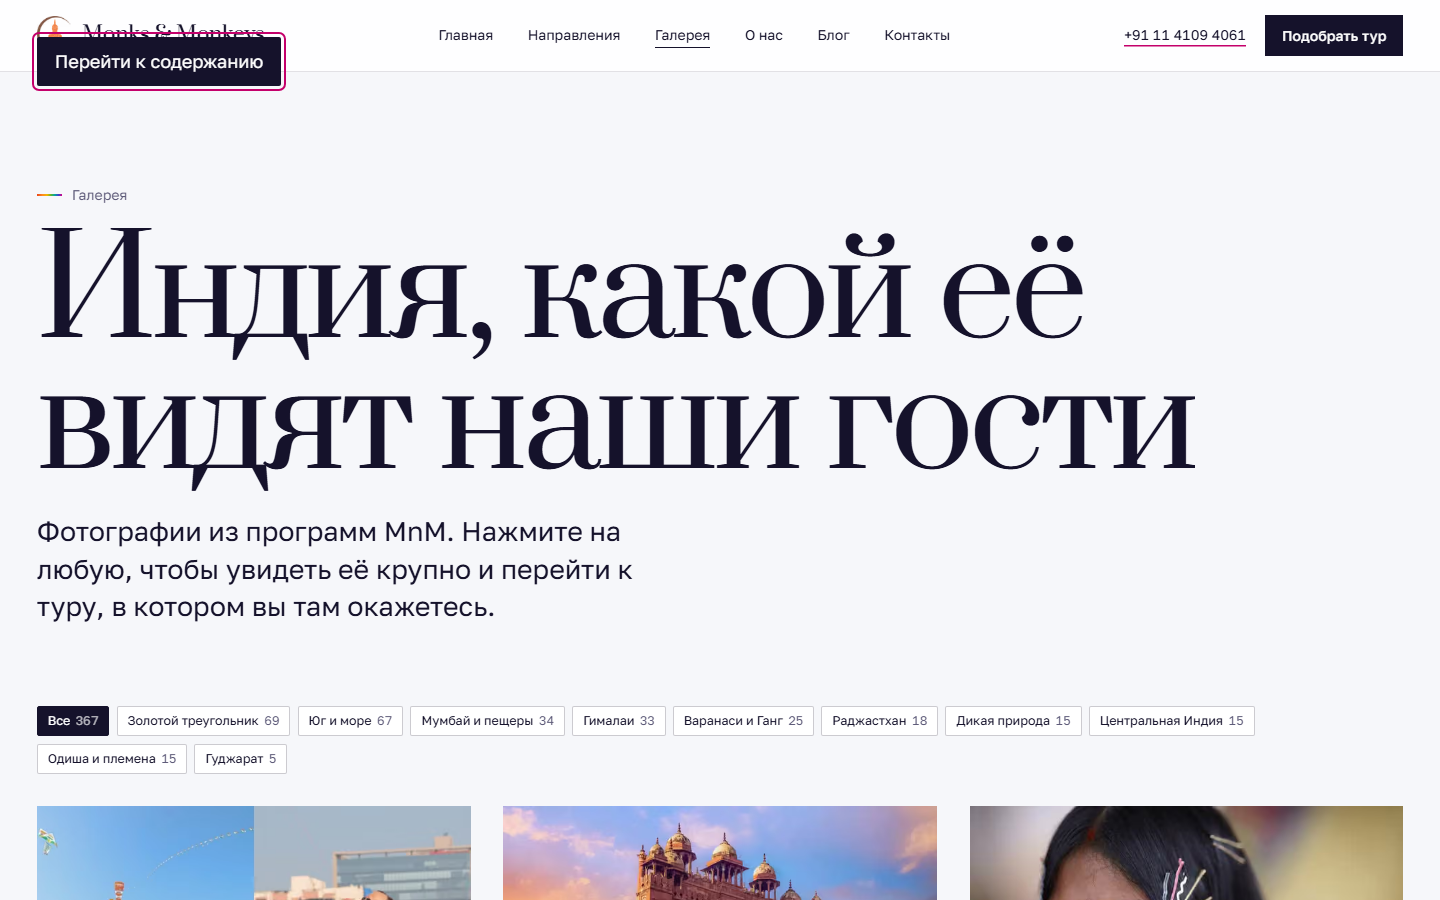 Monks & Monkeys
Перейти к содержанию
Главная
Направления
Галерея
О нас
Блог
Контакты
+91 11 4109 4061
Подобрать тур
Галерея
Индия, какой её
видят наши гости
Фотографии из программ MnM. Нажмите на
любую, чтобы увидеть её крупно и перейти к
туру, в котором вы там окажетесь.
Все 367
Золотой треугольник 69
Юг и море 67
Мумбай и пещеры 34
Гималаи 33
Варанаси и Ганг 25
Раджастхан 18
Дикая природа 15
Центральная Индия 15
Одиша и племена 15
Гуджарат 5